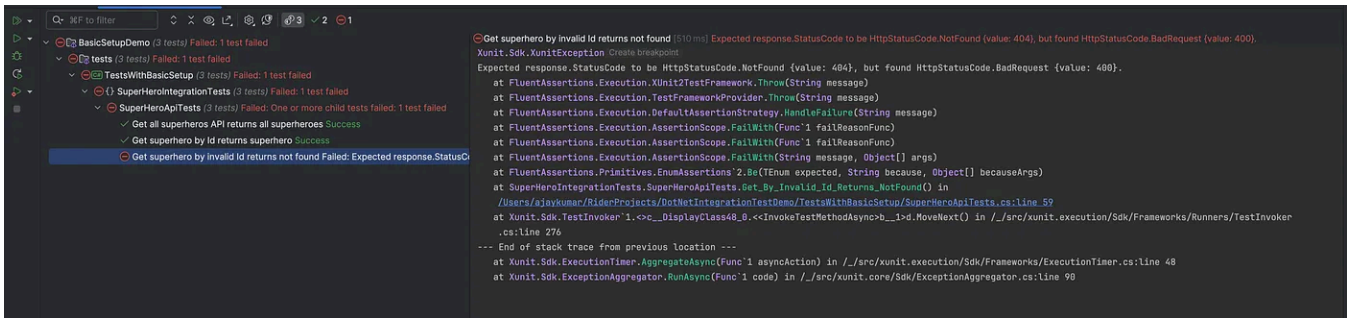 ⌘F to filter
3
2
1
BasicSetupDemo (3 tests) Failed: 1 test failed
tests (3 tests) Failed: 1 test failed
C# TestsWithBasicSetup (3 tests) Failed: 1 test failed
{} SuperHeroIntegrationTests (3 tests) Failed: 1 test failed
SuperHeroApiTests (3 tests) Failed: One or more child tests failed: 1 test failed
Get all superheros API returns all superheroes Success
Get superhero by Id returns superhero Success
Get superhero by invalid Id returns not found Failed: Expected response.StatusCo
Get superhero by invalid Id returns not found [510 ms] Expected response.StatusCode to be HttpStatusCode.NotFound {value: 404}, but found HttpStatusCode.BadRequest {value: 400}.
Xunit.Sdk.XunitException Create breakpoint
Expected response.StatusCode to be HttpStatusCode.NotFound {value: 404}, but found HttpStatusCode.BadRequest {value: 400}.
at FluentAssertions.Execution.XUnit2TestFramework.Throw(String message)
at FluentAssertions.Execution.TestFrameworkProvider.Throw(String message)
at FluentAssertions.Execution.DefaultAssertionStrategy.HandleFailure(String message)
at FluentAssertions.Execution.AssertionScope.FailWith(Func`1 failReasonFunc)
at FluentAssertions.Execution.AssertionScope.FailWith(Func`1 failReasonFunc)
at FluentAssertions.Execution.AssertionScope.FailWith(String message, Object[] args)
at FluentAssertions.Primitives.EnumAssertions`2.Be(TEnum expected, String because, Object[] becauseArgs)
at SuperHeroIntegrationTests.SuperHeroApiTests.Get_By_Invalid_Id_Returns_NotFound() in
/Users/ajaykumar/RiderProjects/DotNetIntegrationTestDemo/TestsWithBasicSetup/SuperHeroApiTests.cs:line 59
at Xunit.Sdk.TestInvoker`1.<>c__DisplayClass48_0.<<InvokeTestMethodAsync>b__1>d.MoveNext() in /_/src/xunit.execution/Sdk/Frameworks/Runners/TestInvoker
.cs:line 276
--- End of stack trace from previous location ---
at Xunit.Sdk.ExecutionTimer.AggregateAsync(Func`1 asyncAction) in /_/src/xunit.execution/Sdk/Frameworks/ExecutionTimer.cs:line 48
at Xunit.Sdk.ExceptionAggregator.RunAsync(Func`1 code) in /_/src/xunit.core/Sdk/ExceptionAggregator.cs:line 90